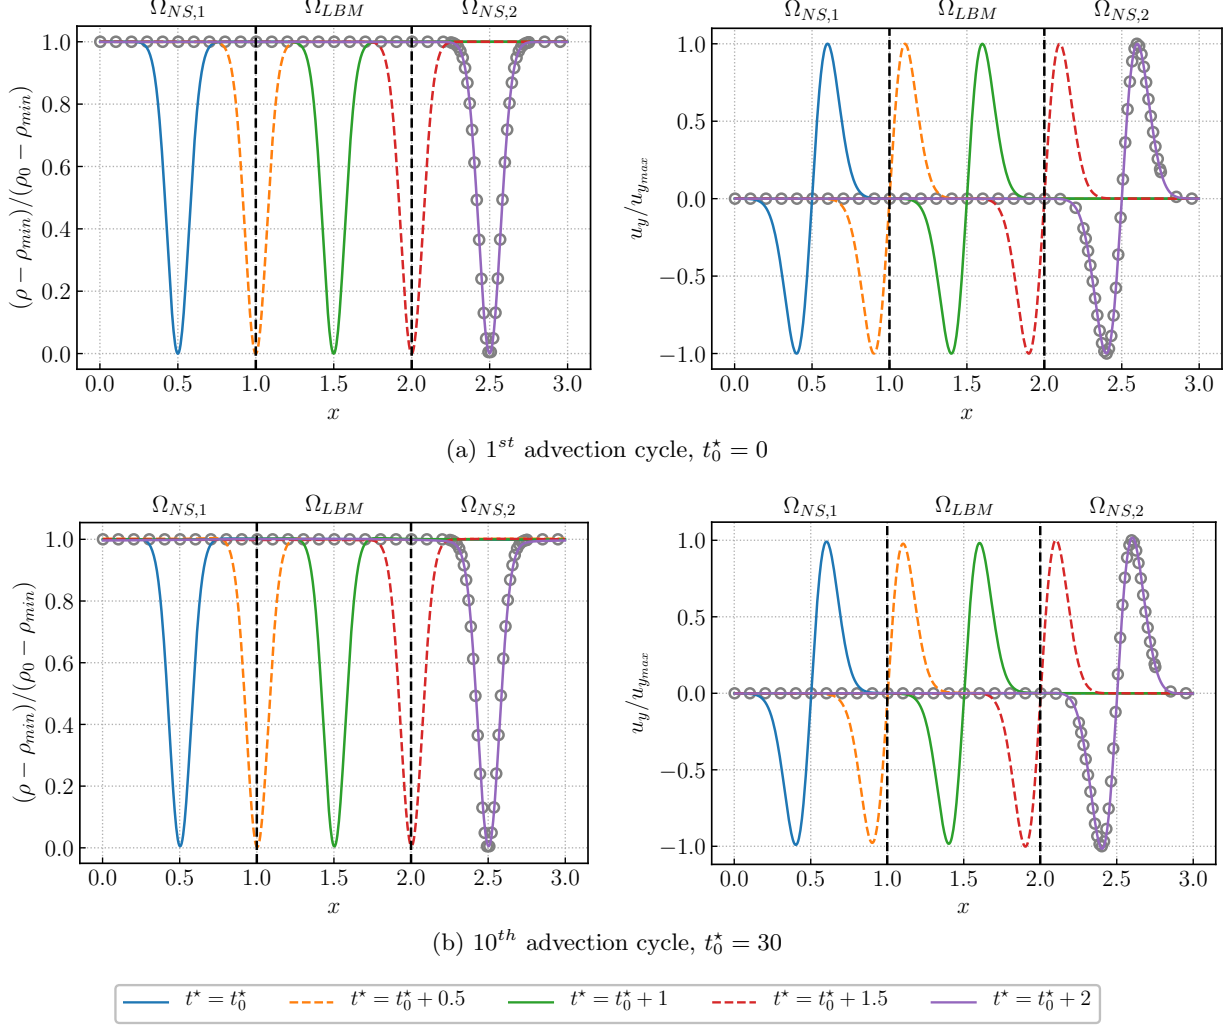 Ω_{NS,1} Ω_{LBM} Ω_{NS,2}
Ω_{NS,1} Ω_{LBM} Ω_{NS,2}
(ρ − ρ_{min})/(ρ_0 − ρ_{min})
1.0
0.8
0.6
0.4
0.2
0.0
0.0 0.5 1.0 1.5 2.0 2.5 3.0
x
u_y/u_{y_{max}}
1.0
0.5
0.0
−0.5
−1.0
0.0 0.5 1.0 1.5 2.0 2.5 3.0
x
(a) 1^{st} advection cycle, t_0^⋆ = 0
Ω_{NS,1} Ω_{LBM} Ω_{NS,2}
Ω_{NS,1} Ω_{LBM} Ω_{NS,2}
(ρ − ρ_{min})/(ρ_0 − ρ_{min})
1.0
0.8
0.6
0.4
0.2
0.0
0.0 0.5 1.0 1.5 2.0 2.5 3.0
x
u_y/u_{y_{max}}
1.0
0.5
0.0
−0.5
−1.0
0.0 0.5 1.0 1.5 2.0 2.5 3.0
x
(b) 10^{th} advection cycle, t_0^⋆ = 30
t^⋆ = t_0^⋆ t^⋆ = t_0^⋆ + 0.5 t^⋆ = t_0^⋆ + 1 t^⋆ = t_0^⋆ + 1.5 t^⋆ = t_0^⋆ + 2